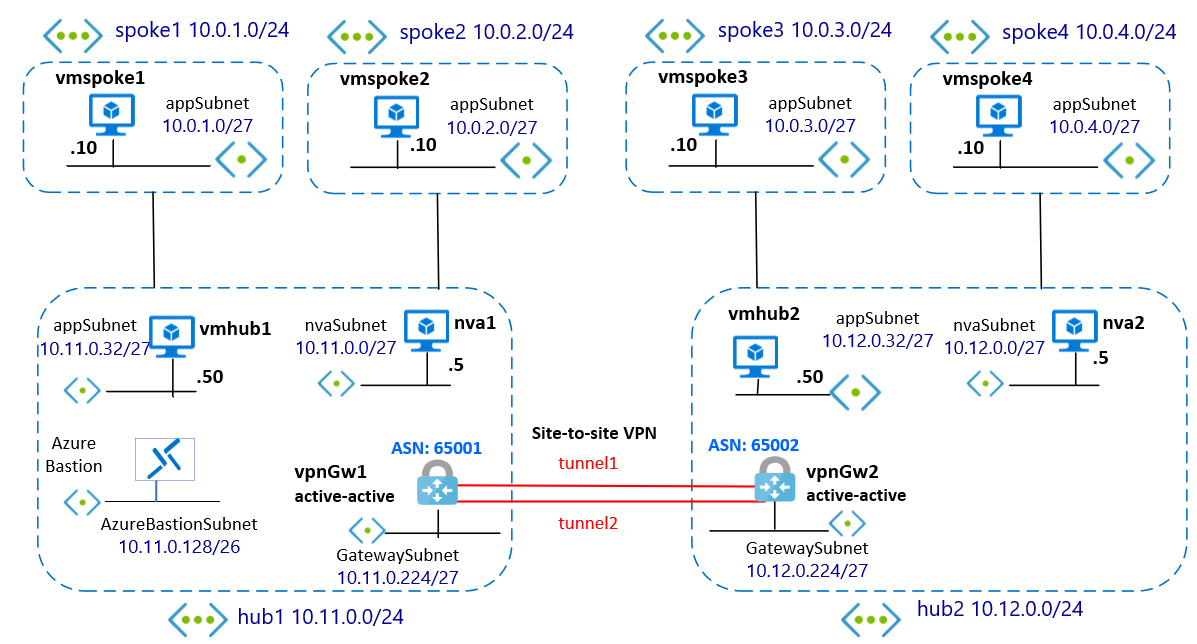 spoke1 10.0.1.0/24
spoke2 10.0.2.0/24
spoke3 10.0.3.0/24
spoke4 10.0.4.0/24
vmspoke1
appSubnet
10.0.1.0/27
.10
vmspoke2
appSubnet
10.0.2.0/27
.10
vmspoke3
appSubnet
10.0.3.0/27
.10
vmspoke4
appSubnet
10.0.4.0/27
.10
appSubnet
10.11.0.32/27
vmhub1
.50
nvaSubnet
10.11.0.0/27
nva1
.5
vmhub2
appSubnet
10.12.0.32/27
.50
nvaSubnet
10.12.0.0/27
nva2
.5
Azure
Bastion
AzureBastionSubnet
10.11.0.128/26
ASN: 65001
vpnGw1
active-active
GatewaySubnet
10.11.0.224/27
Site-to-site VPN
tunnel1
tunnel2
ASN: 65002
vpnGw2
active-active
GatewaySubnet
10.12.0.224/27
hub1 10.11.0.0/24
hub2 10.12.0.0/24